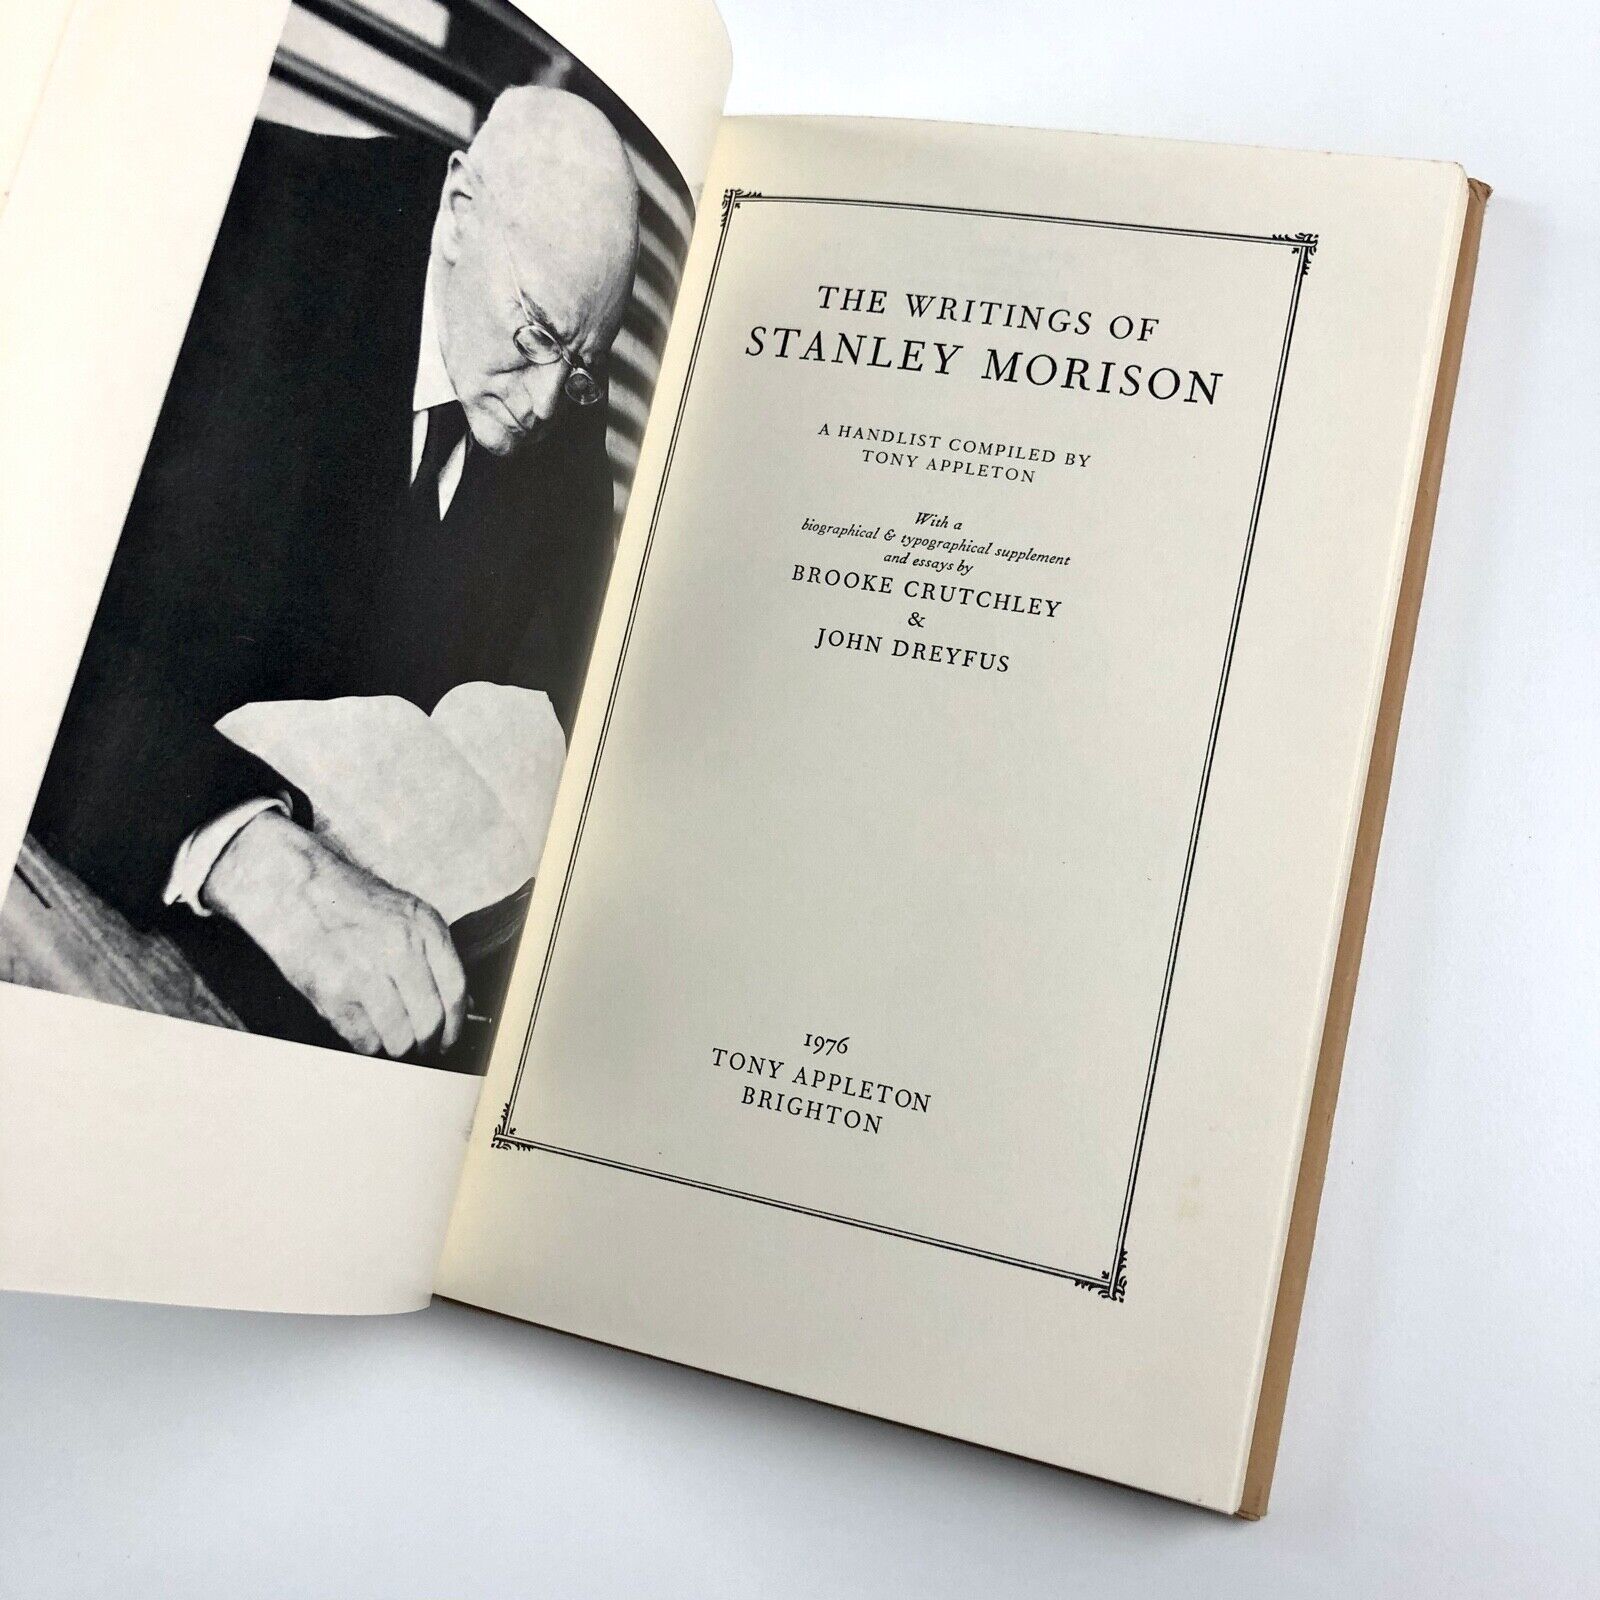 THE WRITINGS OF
STANLEY MORISON
A HANDLIST COMPILED BY
TONY APPLETON
With a
biographical & typographical supplement
and essays by
BROOKE CRUTCHLEY
&
JOHN DREYFUS
1976
TONY APPLETON
BRIGHTON